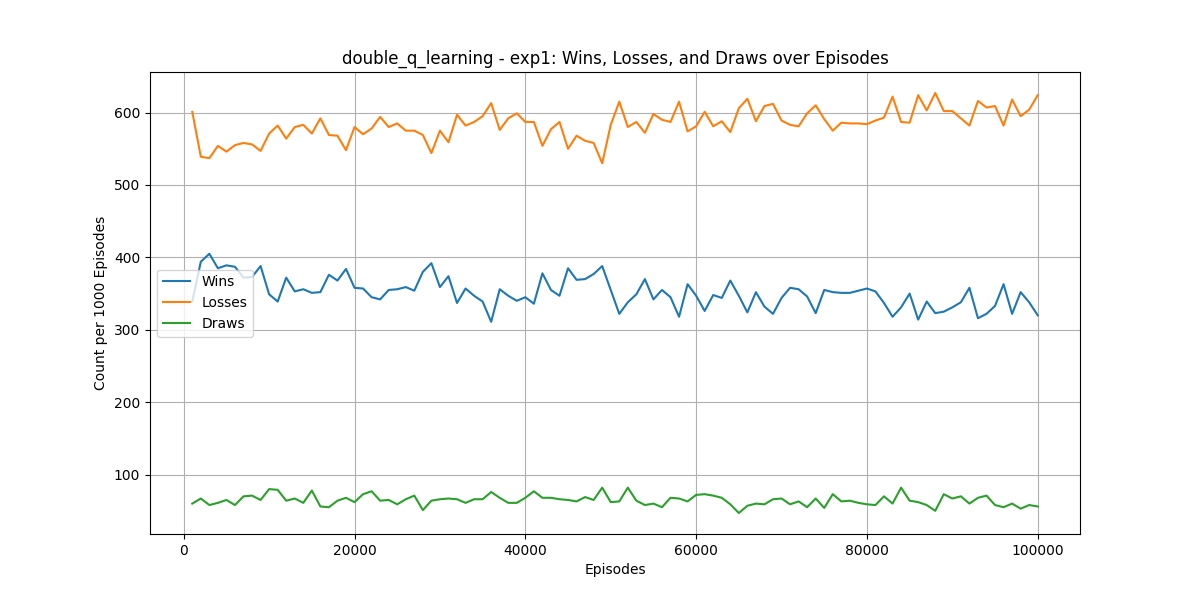 double_q_learning - exp1: Wins, Losses, and Draws over Episodes
Count per 1000 Episodes
600
500
400
300
200
100
Wins
Losses
Draws
0
20000
40000
60000
80000
100000
Episodes